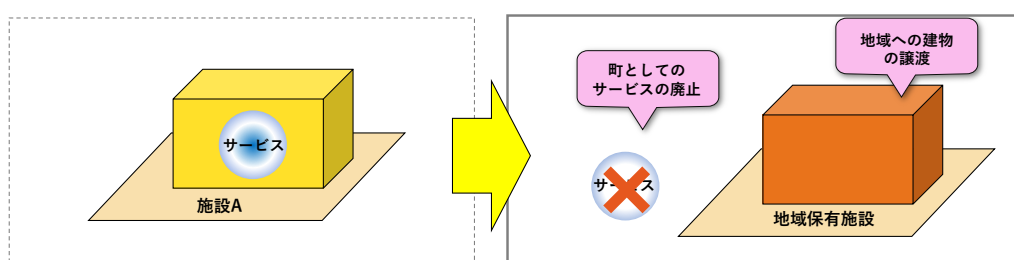 サービス
施設A
町としての
サービスの廃止
地域への建物
の譲渡
サービス
地域保有施設